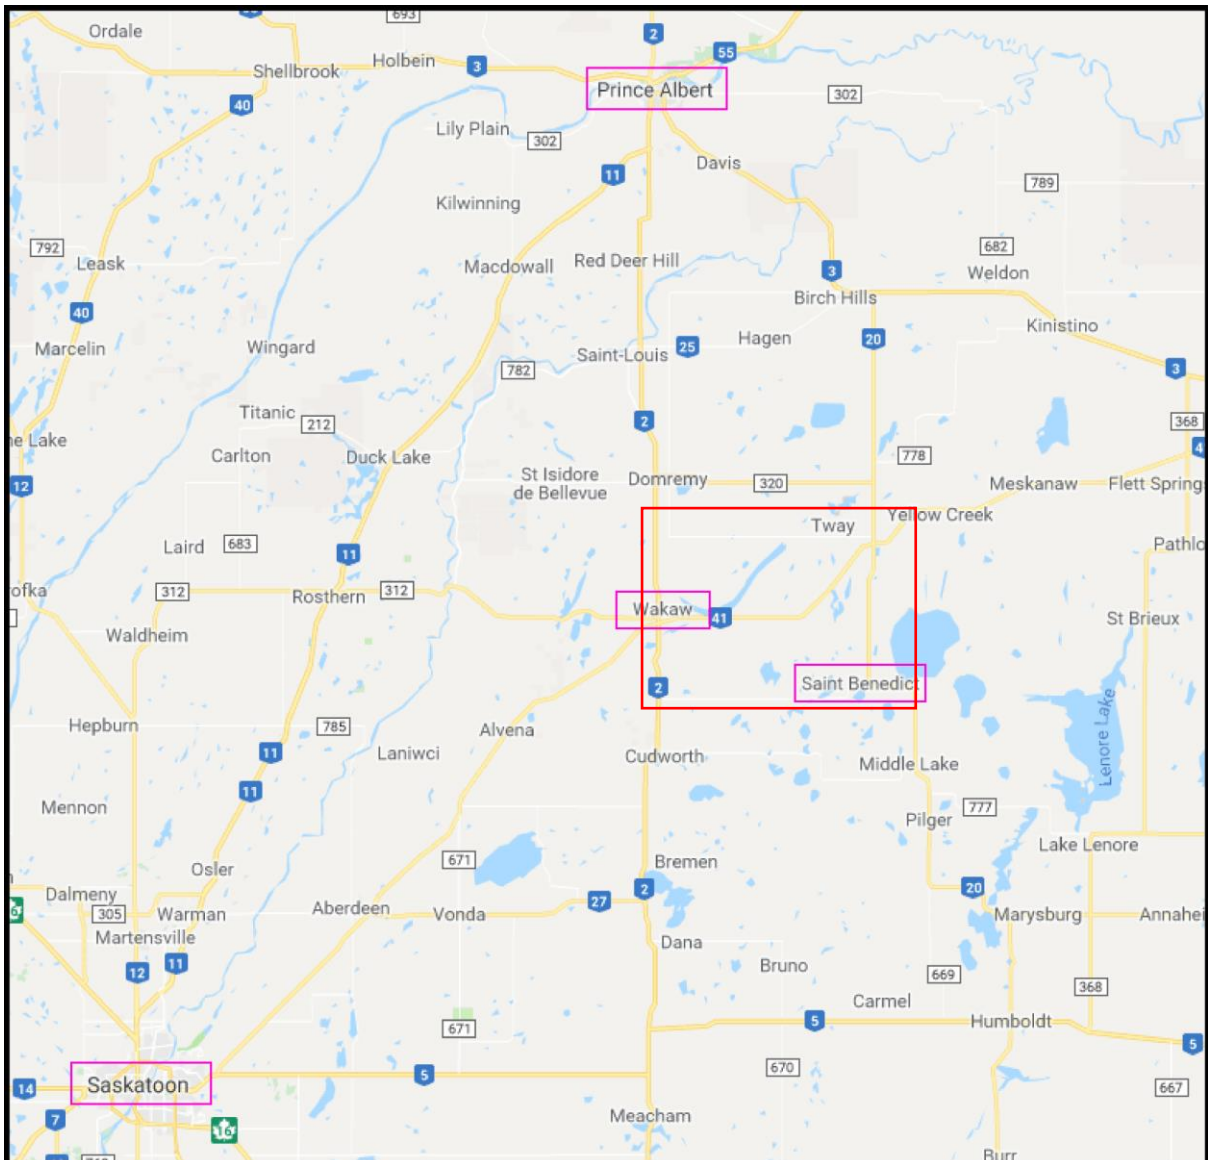 693
Ordale
2
55
Holbein
3
Shellbrook
Prince Albert
302
40
Lily Plain
302
Davis
11
789
Kilwinning
792
682
Leask
Macdowall
Red Deer Hill
3
Weldon
Birch Hills
40
Kinistino
Marcelin
Wingard
Saint-Louis
25
Hagen
20
782
3
Titanic
212
2
368
Carlton
Duck Lake
778
St Isidore
de Bellevue
Domremy
320
Meskanaw
12
Tway
Yellow Creek
Laird
683
11
312
Rosthern
312
Wakaw
41
St Brieux
Waldheim
2
Saint Benedict
Hepburn
785
Alvena
Lenore Lake
11
Laniwci
Cudworth
Middle Lake
11
Mennon
777
Pilger
Lake Lenore
671
Bremen
Osler
2
20
Dalmeny
27
305
Warman
Aberdeen
Vonda
Marysburg
Martensville
Dana
12
11
Bruno
669
368
Carmel
671
5
Humboldt
5
14
Saskatoon
5
670
667
7
16
Meacham
Burr